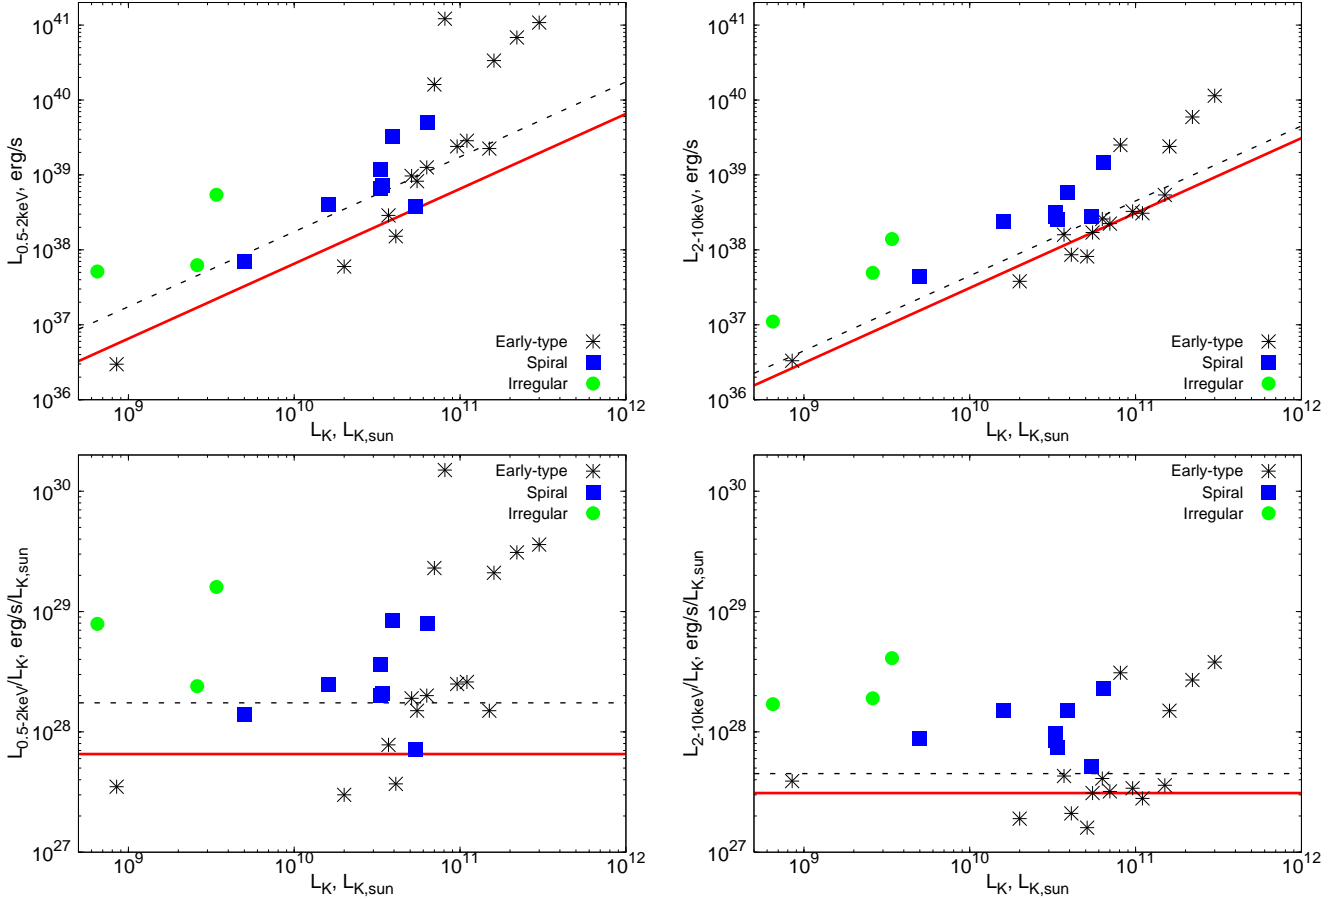 10^41
10^40
10^39
10^38
10^37
10^36
L_0.5-2keV, erg/s
Early-type
Spiral
Irregular
10^9 10^10 10^11 10^12
L_K, L_K,sun
10^41
10^40
10^39
10^38
10^37
10^36
L_2-10keV, erg/s
Early-type
Spiral
Irregular
10^9 10^10 10^11 10^12
L_K, L_K,sun
10^30
10^29
10^28
10^27
L_0.5-2keV/L_K, erg/s/L_K,sun
Early-type
Spiral
Irregular
10^9 10^10 10^11 10^12
L_K, L_K,sun
10^30
10^29
10^28
10^27
L_2-10keV/L_K, erg/s/L_K,sun
Early-type
Spiral
Irregular
10^9 10^10 10^11 10^12
L_K, L_K,sun